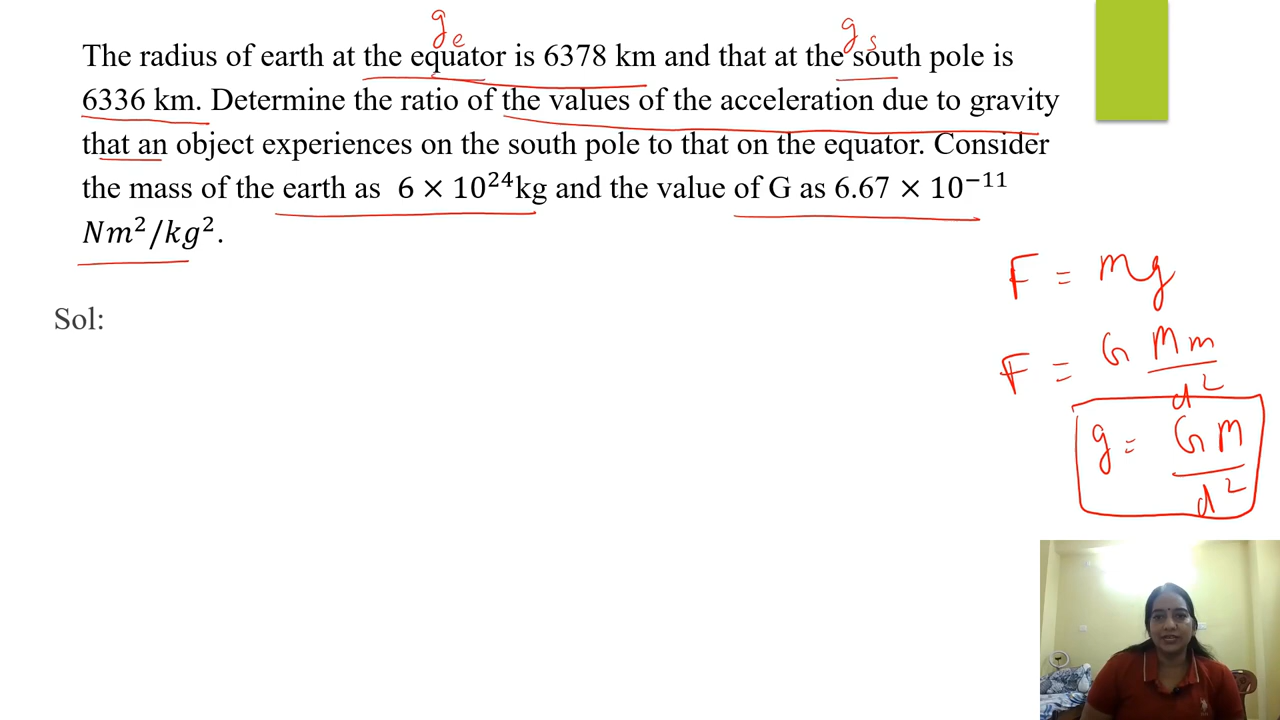 g_e g_s
The radius of earth at the equator is 6378 km and that at the south pole is
6336 km. Determine the ratio of the values of the acceleration due to gravity
that an object experiences on the south pole to that on the equator. Consider
the mass of the earth as 6 × 10²⁴kg and the value of G as 6.67 × 10⁻¹¹
Nm²/kg².
F = mg
Sol:
F = G Mm/d²
g = GM/d²